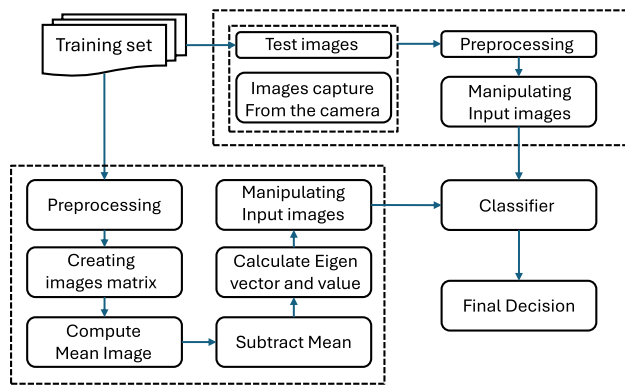 Training set
Test images
Images capture
From the camera
Preprocessing
Manipulating
Input images
Preprocessing
Creating
images matrix
Compute
Mean Image
Manipulating
Input images
Calculate Eigen
vector and value
Subtract Mean
Classifier
Final Decision